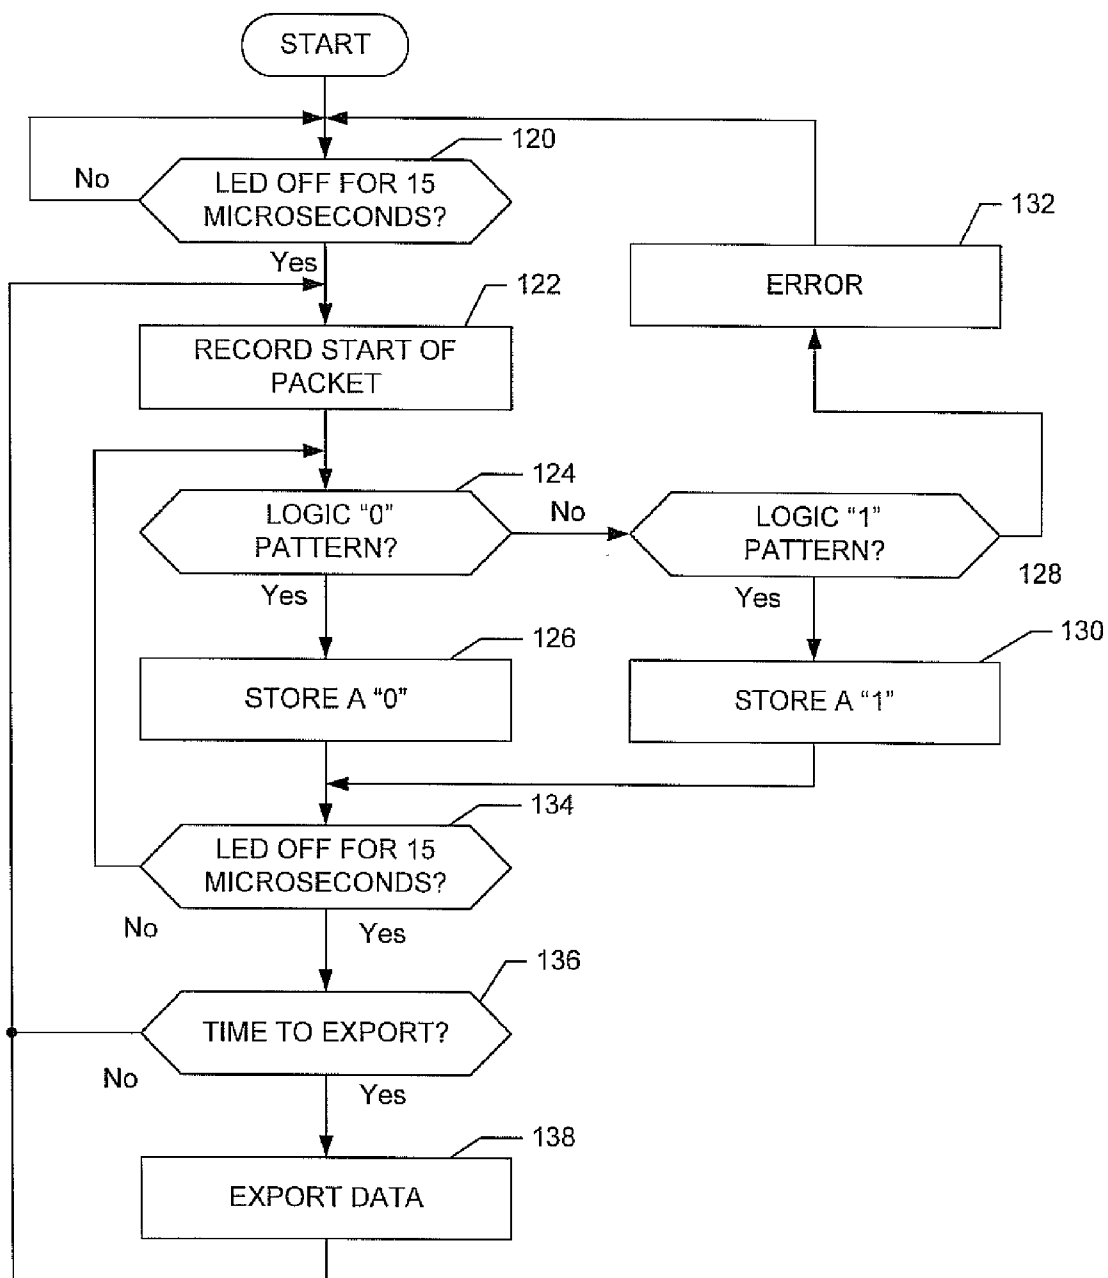 START
120
LED OFF FOR 15
MICROSECONDS?
No
Yes
132
ERROR
122
RECORD START OF
PACKET
124
LOGIC “0”
PATTERN?
No
LOGIC “1”
PATTERN?
128
Yes
Yes
126
STORE A “0”
130
STORE A “1”
134
LED OFF FOR 15
MICROSECONDS?
No
Yes
136
TIME TO EXPORT?
No
Yes
138
EXPORT DATA